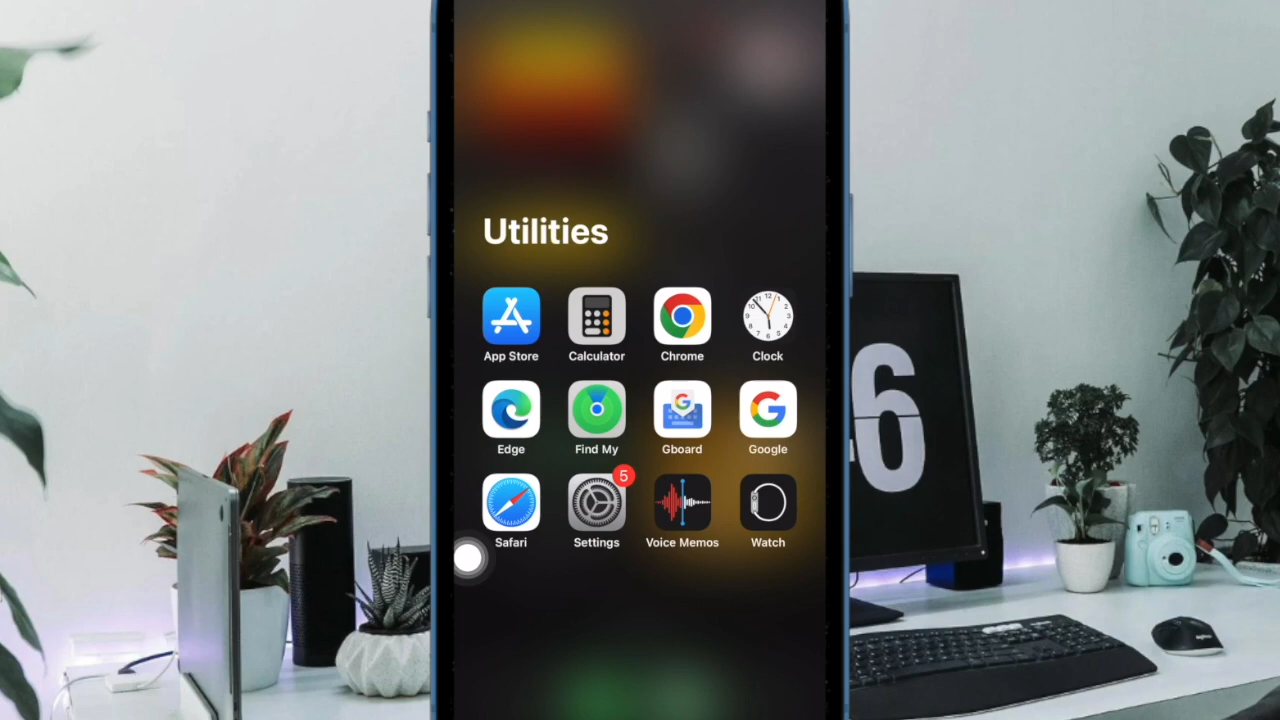 Utilities
App Store Calculator Chrome Clock
Edge Find My Gboard Google
5
Safari Settings Voice Memos Watch
6